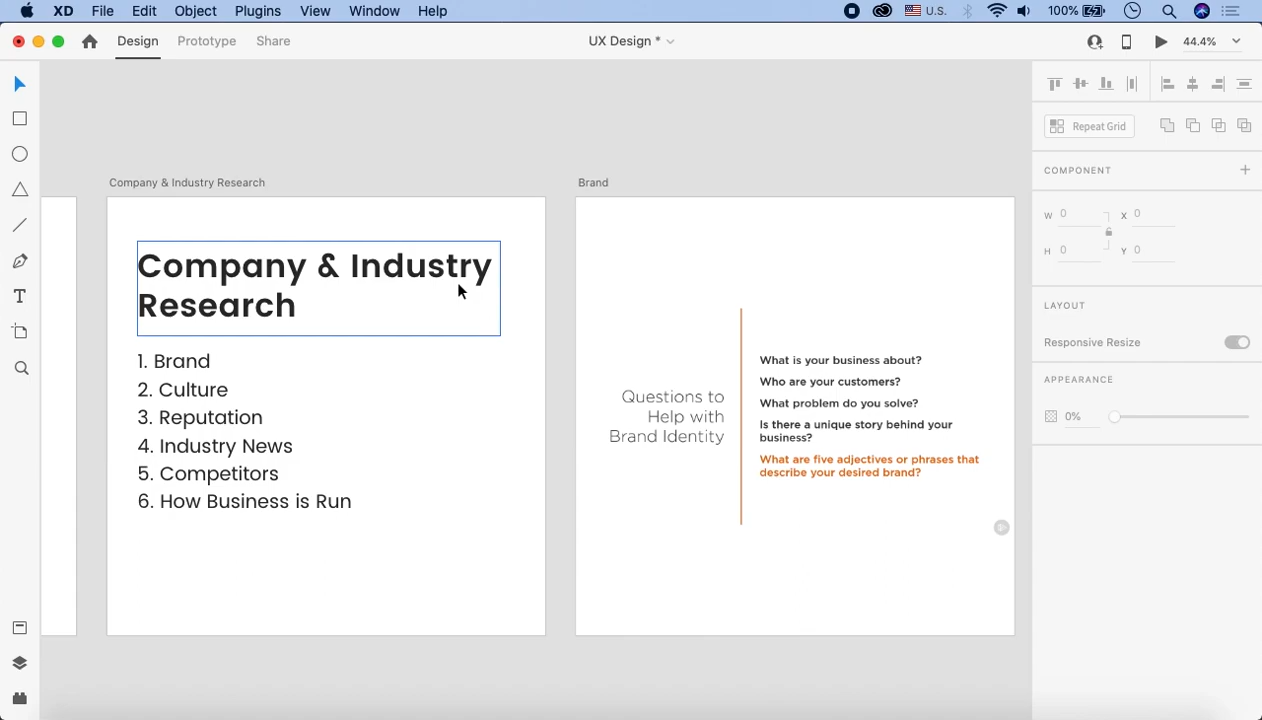 XD File Edit Object Plugins View Window Help U.S. 100%
Design Prototype Share UX Design * 44.4%
Repeat Grid
COMPONENT
W 0 X 0
H 0 Y 0
LAYOUT
Responsive Resize
APPEARANCE
0%
Company & Industry Research
Company & Industry
Research
1. Brand
2. Culture
3. Reputation
4. Industry News
5. Competitors
6. How Business is Run
Brand
Questions to
Help with
Brand Identity
What is your business about?
Who are your customers?
What problem do you solve?
Is there a unique story behind your
business?
What are five adjectives or phrases that
describe your desired brand?